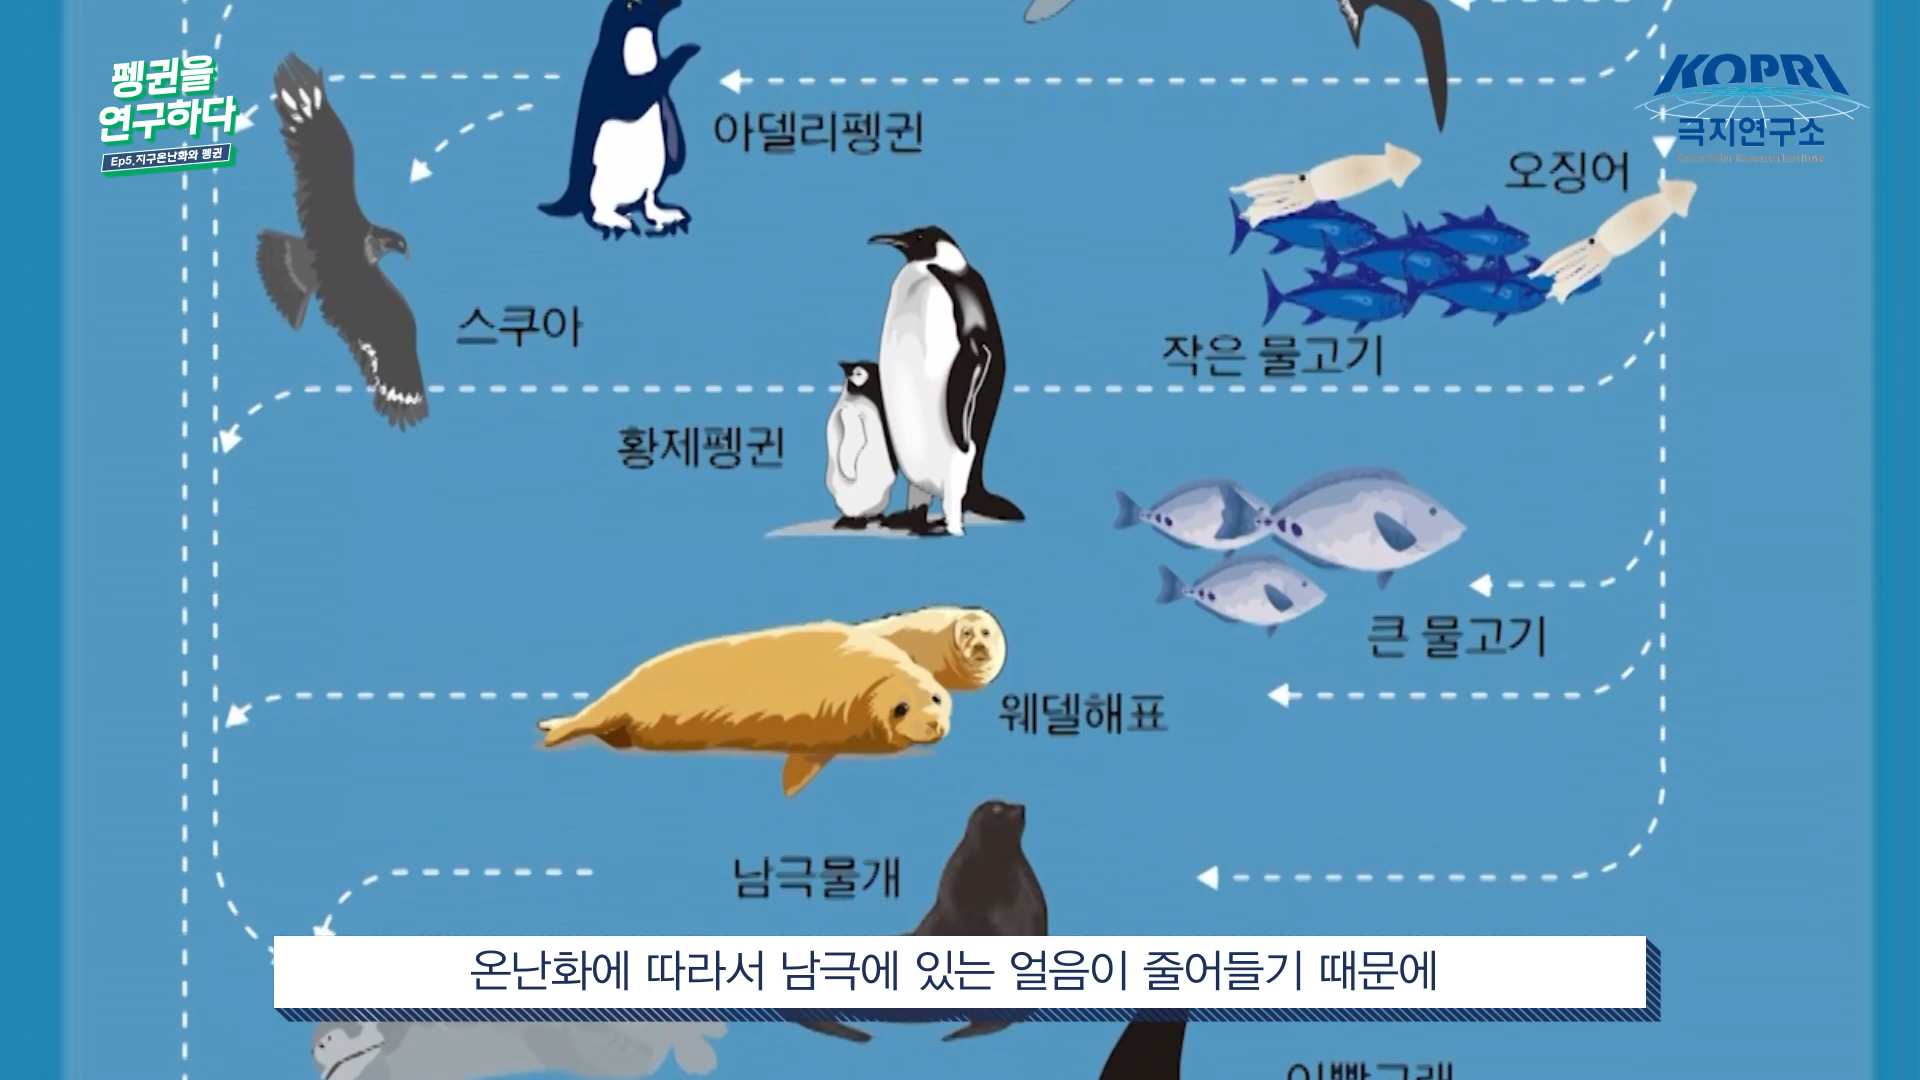 펭귄을
연구하다
Ep5.지구온난화와 펭귄
KOPRI
극지연구소
Korea Polar Research Institute
아델리펭귄
오징어
스쿠아
작은 물고기
황제펭귄
큰 물고기
웨델해표
남극물개
온난화에 따라서 남극에 있는 얼음이 줄어들기 때문에